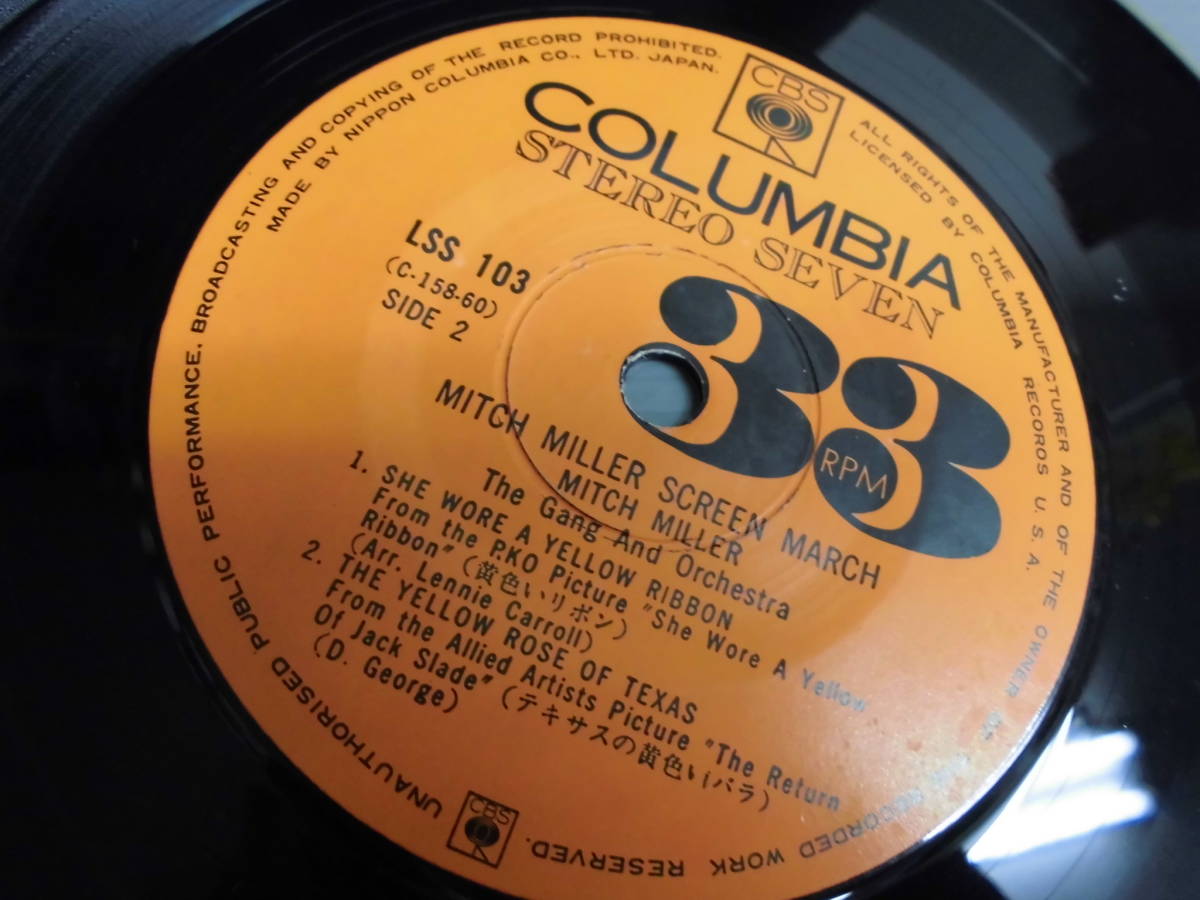 CBS
COLUMBIA
STEREO SEVEN
33
RPM
LSS 103
(C-158-60)
SIDE 2
MITCH MILLER SCREEN MARCH
MITCH MILLER
The Gang And Orchestra
1. SHE WORE A YELLOW RIBBON
From the P.KO Picture "She Wore A Yellow
Ribbon" (黄色いリボン)
(Arr. Lennie Carroll)
2. THE YELLOW ROSE OF TEXAS
From the Allied Artists Picture "The Return
Of Jack Slade" (テキサスの黄色いバラ)
(D. George)
ALL RIGHTS OF THE MANUFACTURER AND OF THE OWNER OF RECORDED WORK RESERVED.
UNAUTHORISED PUBLIC PERFORMANCE, BROADCASTING AND COPYING OF THE RECORD PROHIBITED.
MADE BY NIPPON COLUMBIA CO., LTD. JAPAN.
LICENSED BY COLUMBIA RECOROS U.S.A.
CBS